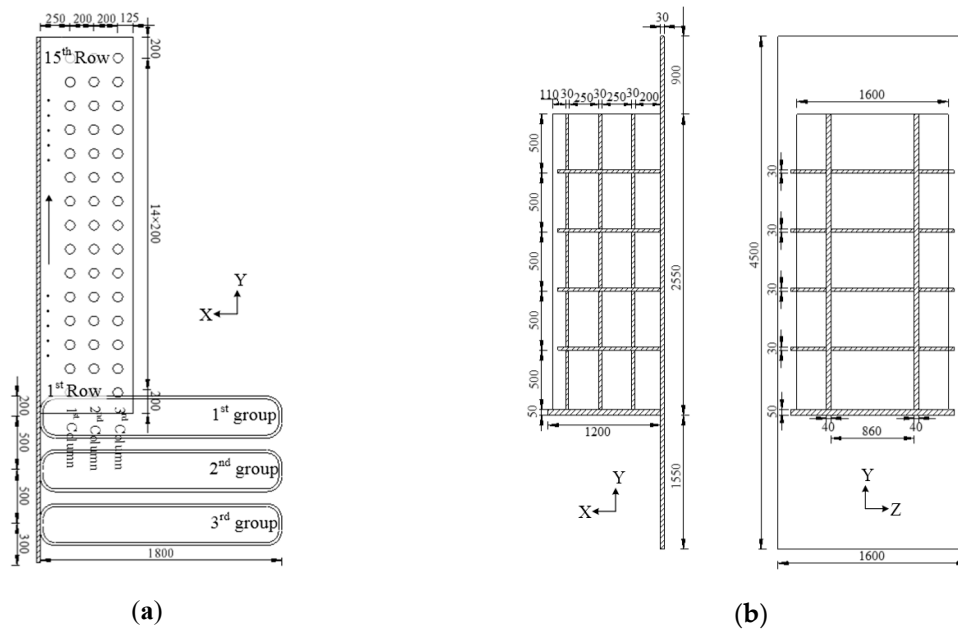 250 200 200 125
200
15th Row
14×200
Y
X
1st Row
200
1st Column
2nd Column
3rd Column
200
500
500
300
1st group
2nd group
3rd group
1800
(a)
30
900
110 30 250 30 250 30 200
500
500
500
500
500
50
2550
1200
1550
Y
X
4500
1600
30
30
30
30
50
40
40
860
Y
Z
1600
(b)